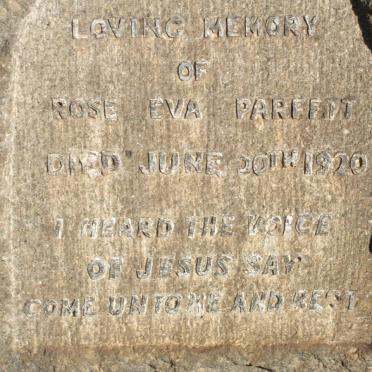 LOVING MEMORY
OF
ROSE EVA PARFITT
DIED JUNE 20TH 1920
I HEARD THE VOICE
OF JESUS SAY
COME UNTO ME AND REST